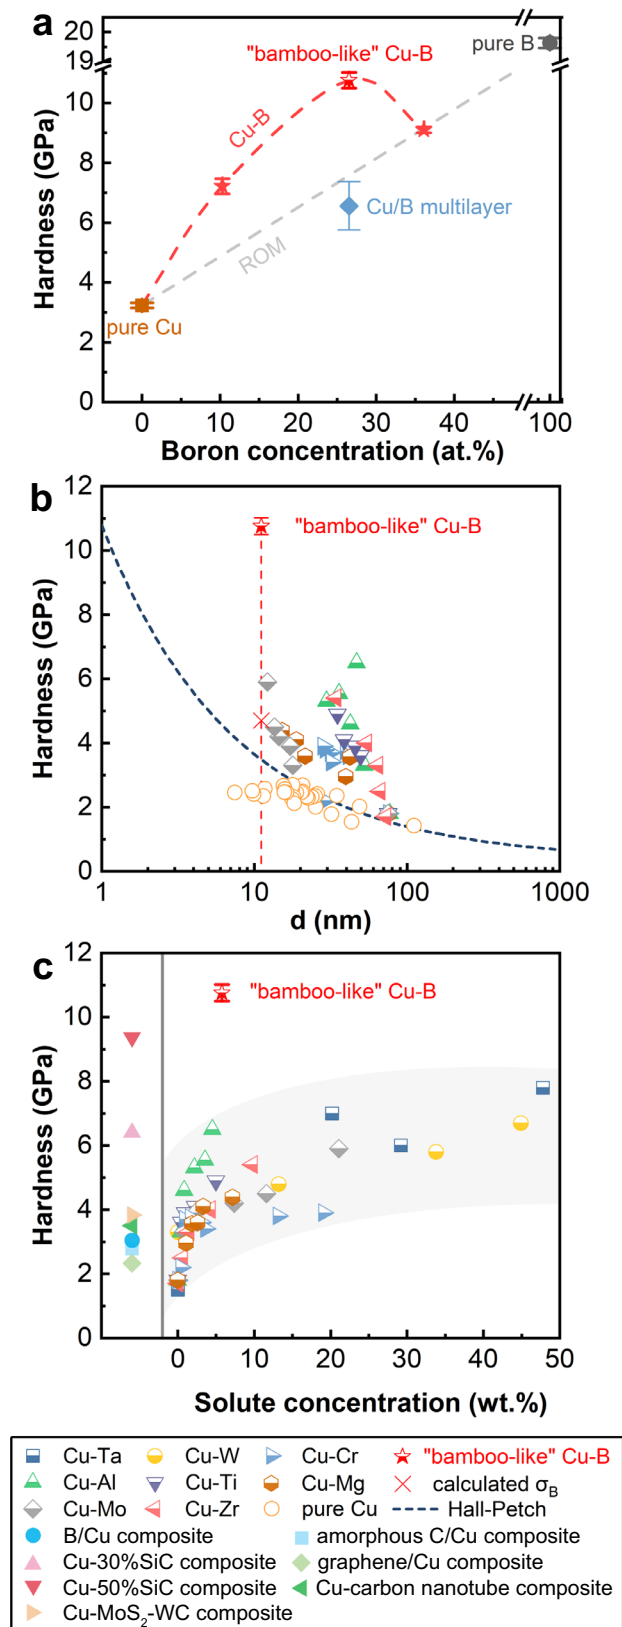 a
20
19
10
8
6
4
2
0
Hardness (GPa)
pure B
"bamboo-like" Cu-B
Cu-B
Cu/B multilayer
ROM
pure Cu
0 10 20 30 40 100
Boron concentration (at.%)
b
12
10
8
6
4
2
0
Hardness (GPa)
"bamboo-like" Cu-B
1 10 100 1000
d (nm)
c
12
10
8
6
4
2
0
Hardness (GPa)
"bamboo-like" Cu-B
0 10 20 30 40 50
Solute concentration (wt.%)
Cu-Ta Cu-W Cu-Cr "bamboo-like" Cu-B
Cu-Al Cu-Ti Cu-Mg calculated σB
Cu-Mo Cu-Zr pure Cu Hall-Petch
B/Cu composite amorphous C/Cu composite
Cu-30%SiC composite graphene/Cu composite
Cu-50%SiC composite Cu-carbon nanotube composite
Cu-MoS2-WC composite